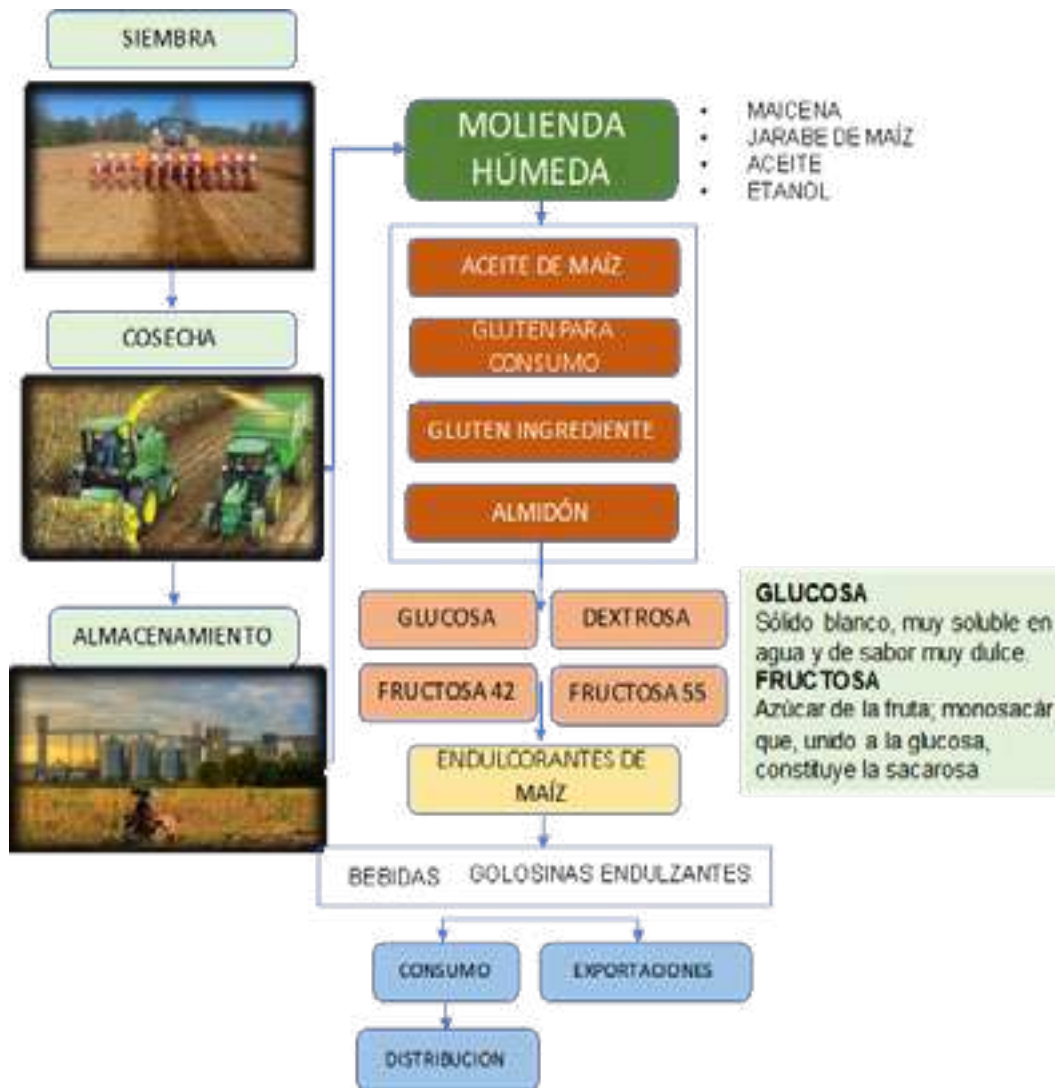 SIEMBRA
COSECHA
ALMACENAMIENTO
MOLIENDA
HÚMEDA
• MAICENA
• JARABE DE MAÍZ
• ACEITE
• ETANOL
ACEITE DE MAÍZ
GLUTEN PARA
CONSUMO
GLUTEN INGREDIENTE
ALMIDÓN
GLUCOSA
DEXTROSA
FRUCTOSA 42
FRUCTOSA 55
GLUCOSA
Sólido blanco, muy soluble en
agua y de sabor muy dulce.
FRUCTOSA
Azúcar de la fruta; monosacár
que, unido a la glucosa,
constituye la sacarosa
ENDULCORANTES DE
MAÍZ
BEBIDAS GOLOSINAS ENDULZANTES
CONSUMO
EXPORTACIONES
DISTRIBUCION